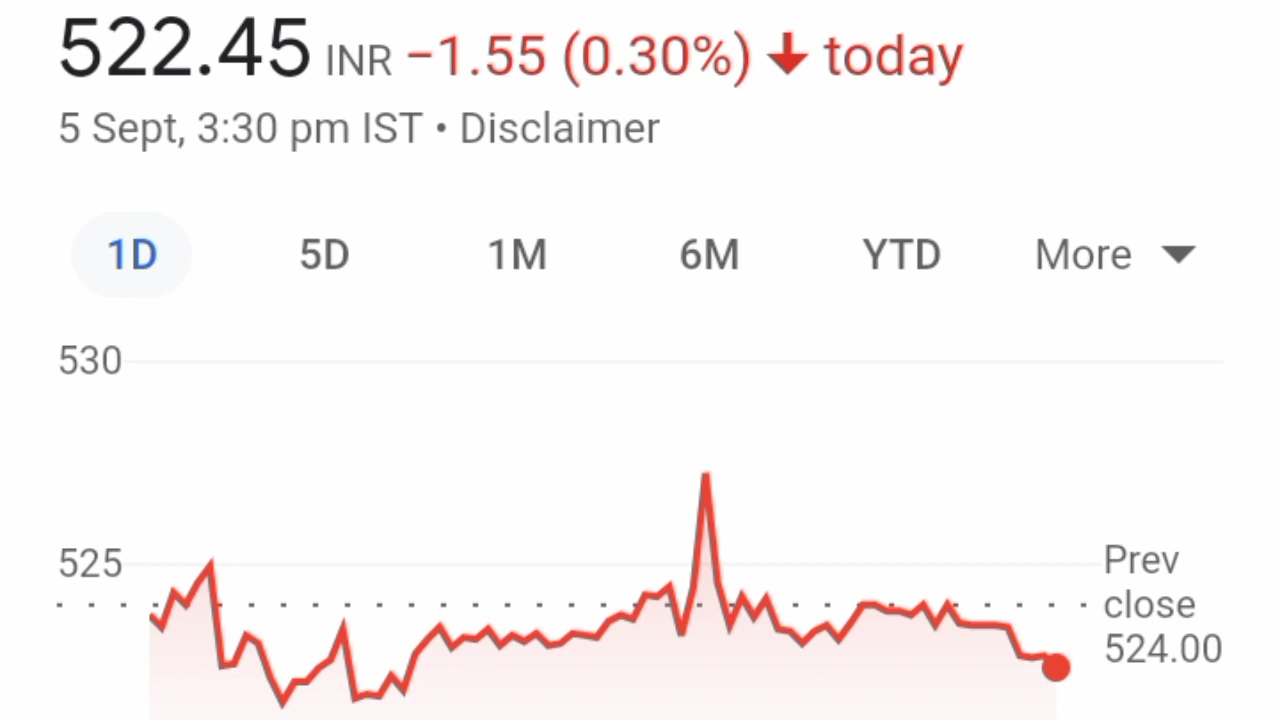 522.45 INR −1.55 (0.30%) ↓ today
5 Sept, 3:30 pm IST • Disclaimer
1D 5D 1M 6M YTD More
530
525
Prev
close
524.00